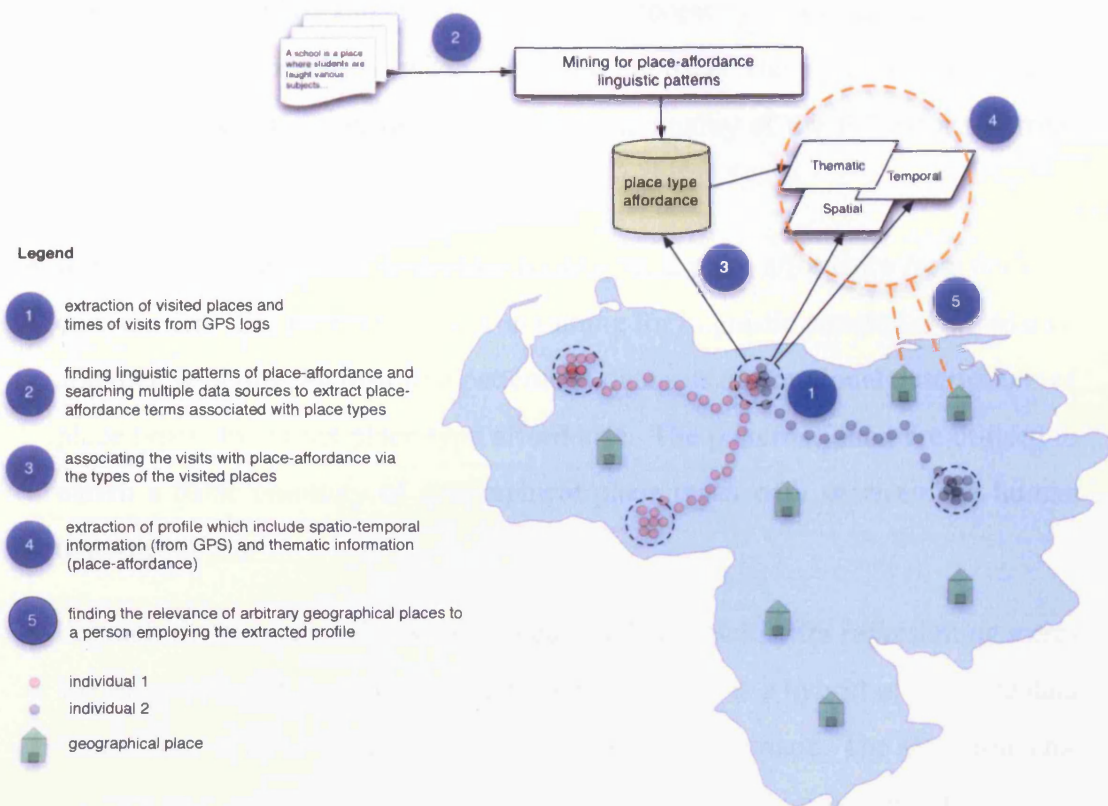 A school is a place
where students are
taught various
subjects...
2
Mining for place-affordance
linguistic patterns
4
place type
affordance
Thematic
Temporal
Spatial
3
5
1
Legend
1
extraction of visited places and
times of visits from GPS logs
2
finding linguistic patterns of place-affordance and
searching multiple data sources to extract place-
affordance terms associated with place types
3
associating the visits with place-affordance via
the types of the visited places
4
extraction of profile which include spatio-temporal
information (from GPS) and thematic information
(place-affordance)
5
finding the relevance of arbitrary geographical places to
a person employing the extracted profile
individual 1
individual 2
geographical place